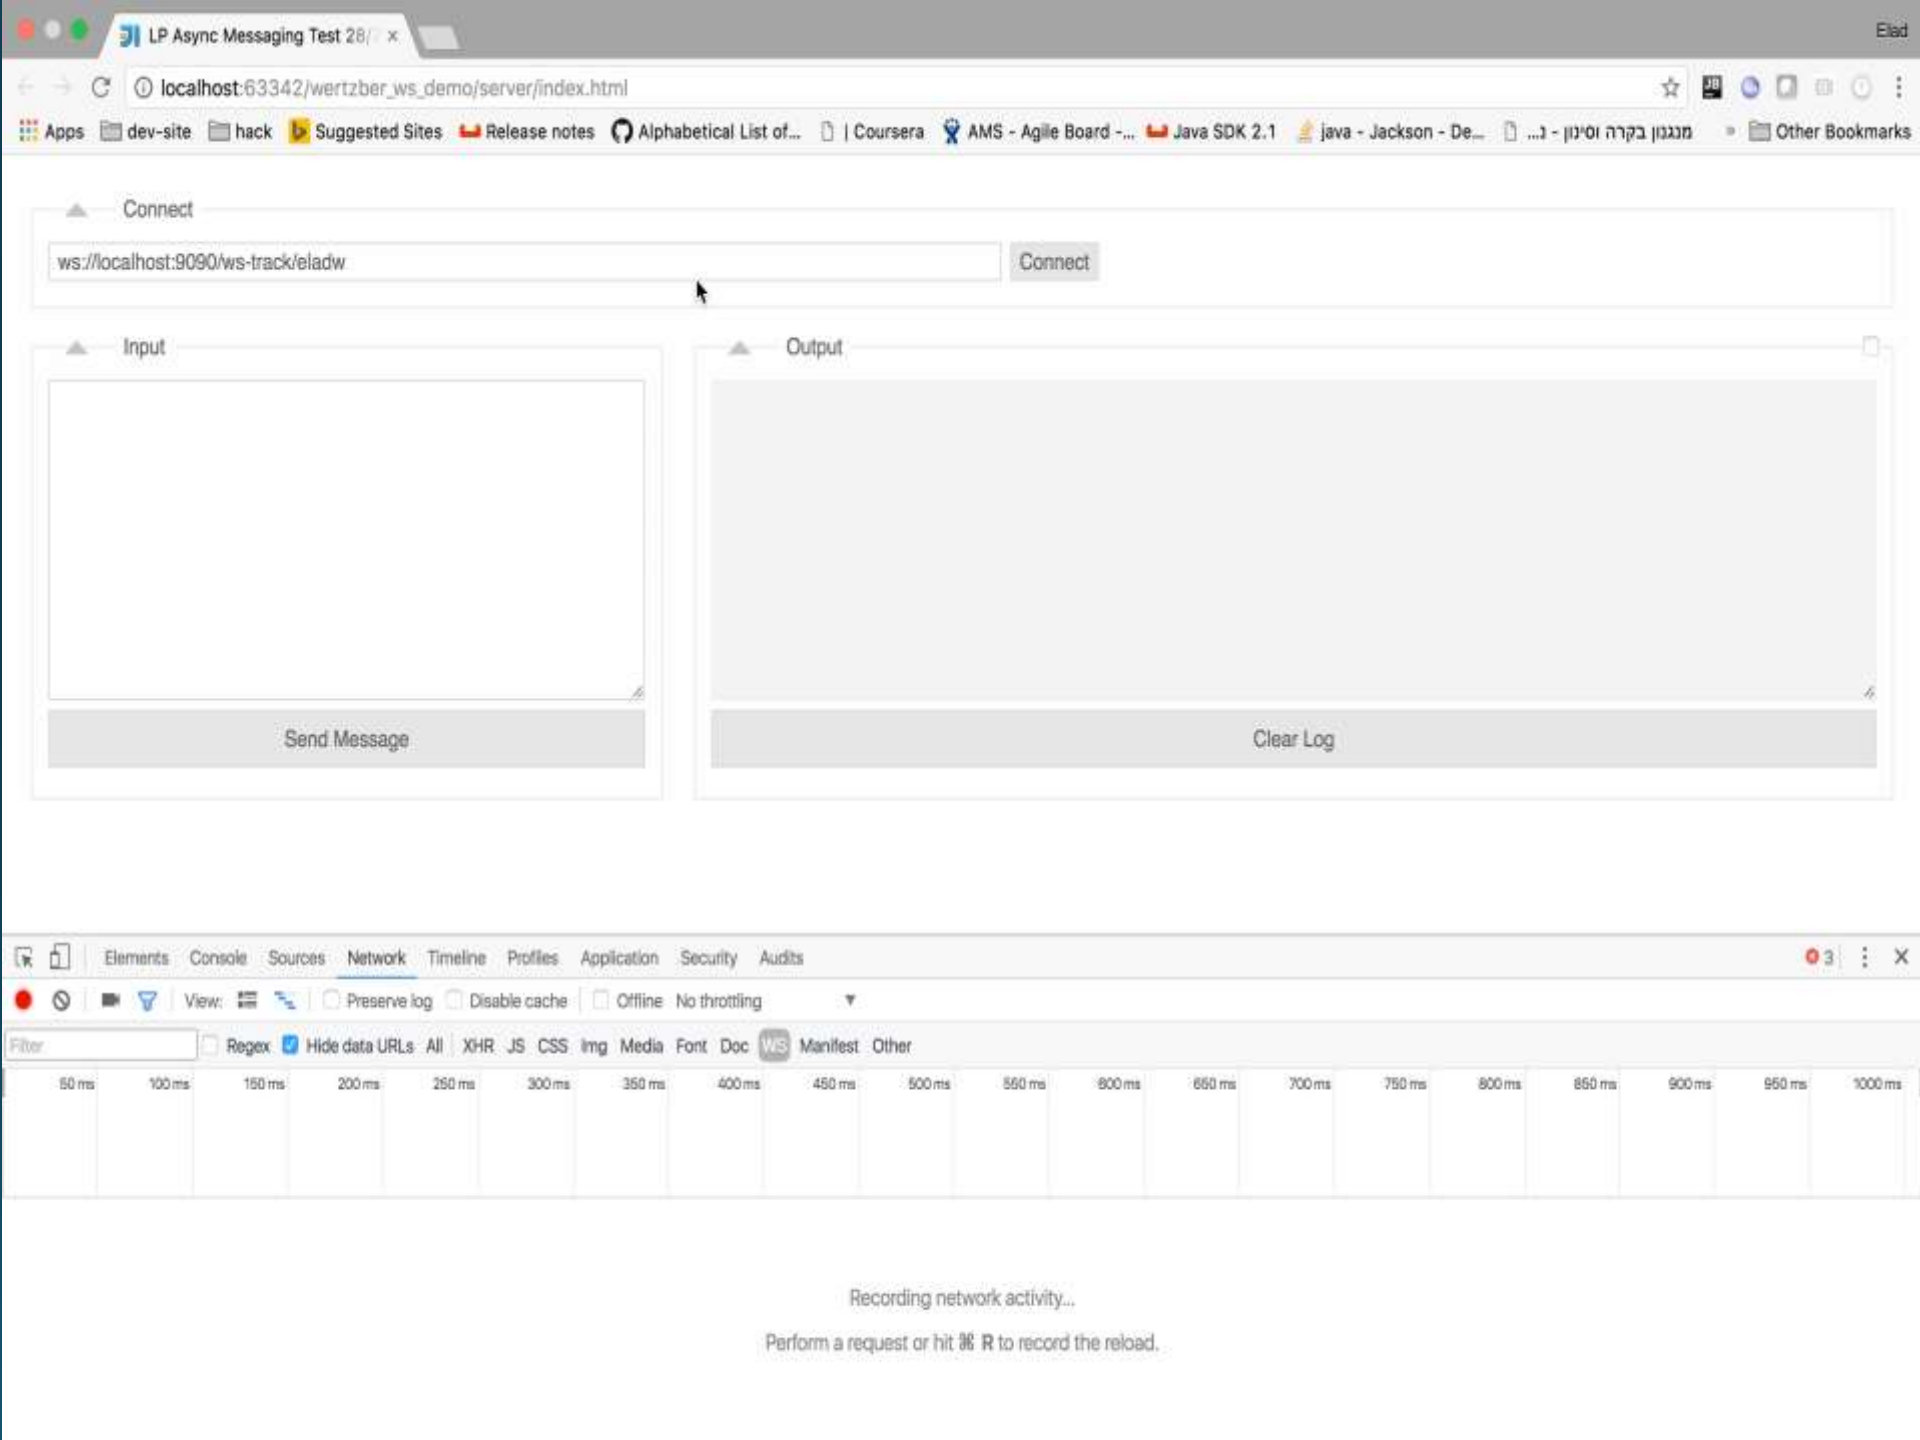 LP Async Messaging Test 28/
Elad
localhost:63342/wertzber_ws_demo/server/index.html
Apps dev-site hack Suggested Sites Release notes Alphabetical List of... | Coursera AMS - Agile Board -... Java SDK 2.1 java - Jackson - De... מנגנון בקרה וסינון - נ... » Other Bookmarks
Connect
ws://localhost:9090/ws-track/eladw Connect
Input Output
Send Message Clear Log
Elements Console Sources Network Timeline Profiles Application Security Audits 3
View: Preserve log Disable cache Offline No throttling
Filter Regex Hide data URLs All XHR JS CSS Img Media Font Doc WS Manifest Other
50 ms 100 ms 150 ms 200 ms 250 ms 300 ms 350 ms 400 ms 450 ms 500 ms 550 ms 600 ms 650 ms 700 ms 750 ms 800 ms 850 ms 900 ms 950 ms 1000 ms
Recording network activity...
Perform a request or hit ⌘ R to record the reload.